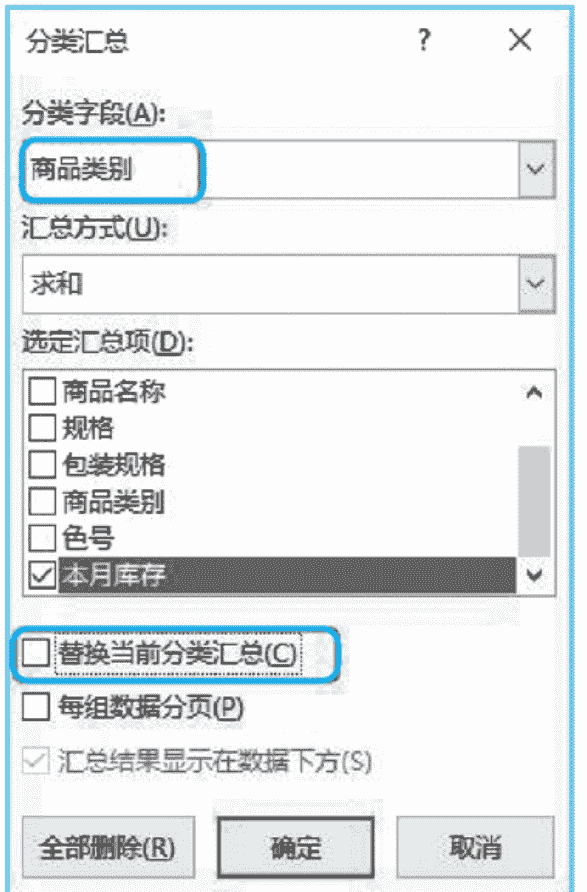 分类汇总 ?
分类字段(A):
商品类别
汇总方式(U):
求和
选定汇总项(D):
商品名称
规格
包装规格
商品类别
色号
本月库存
替换当前分类汇总(C)
每组数据分页(P)
汇总结果显示在数据下方(S)
全部删除(R) 确定 取消